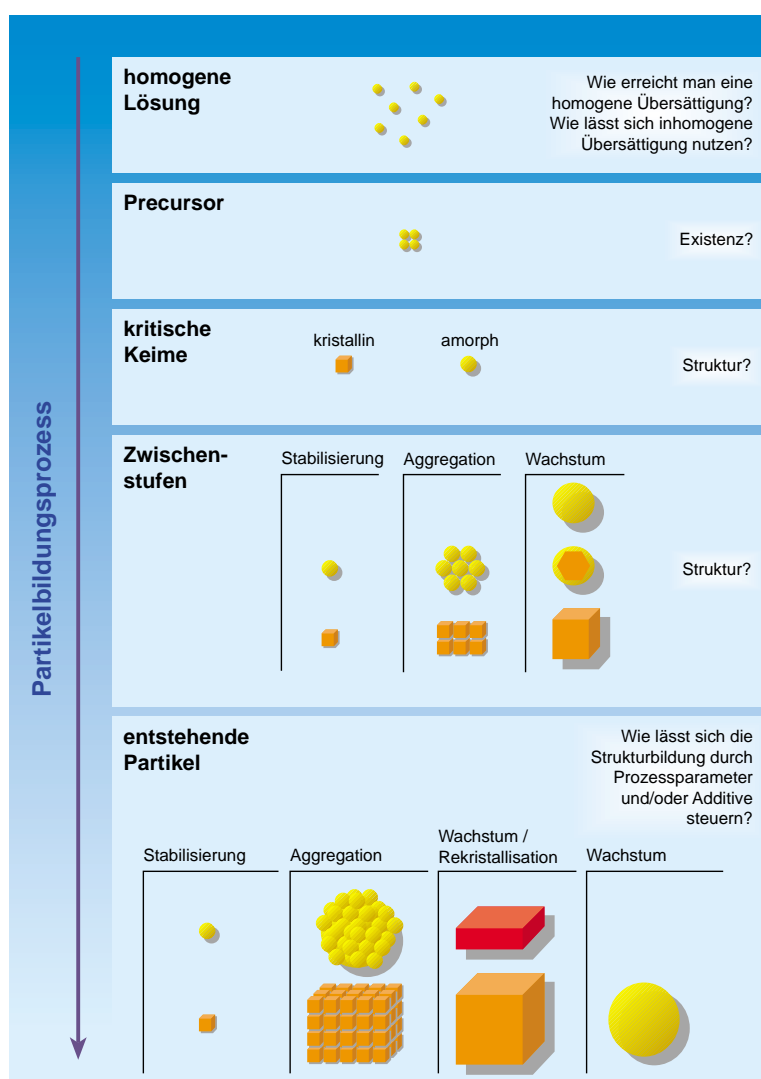 Partikelbildungsprozess
homogene
Lösung
Wie erreicht man eine
homogene Übersättigung?
Wie lässt sich inhomogene
Übersättigung nutzen?
Precursor
Existenz?
kritische
Keime
kristallin
amorph
Struktur?
Zwischen-
stufen
Stabilisierung
Aggregation
Wachstum
Struktur?
entstehende
Partikel
Wie lässt sich die
Strukturbildung durch
Prozessparameter
und/oder Additive
steuern?
Stabilisierung
Aggregation
Wachstum /
Rekristallisation
Wachstum